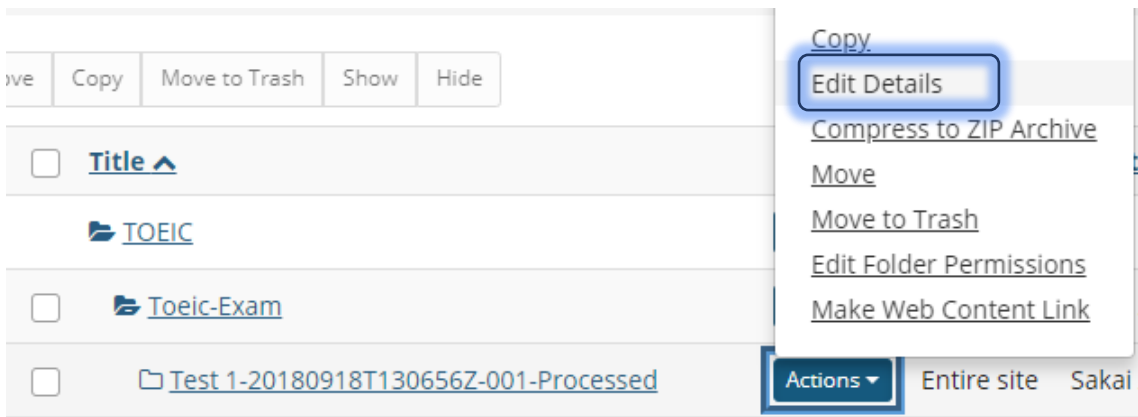 Copy
Copy Move to Trash Show Hide
Edit Details
Compress to ZIP Archive
Title
Move
TOEIC
Move to Trash
Edit Folder Permissions
Toeic-Exam
Make Web Content Link
Test 1-20180918T130656Z-001-Processed Actions Entire site Sakai